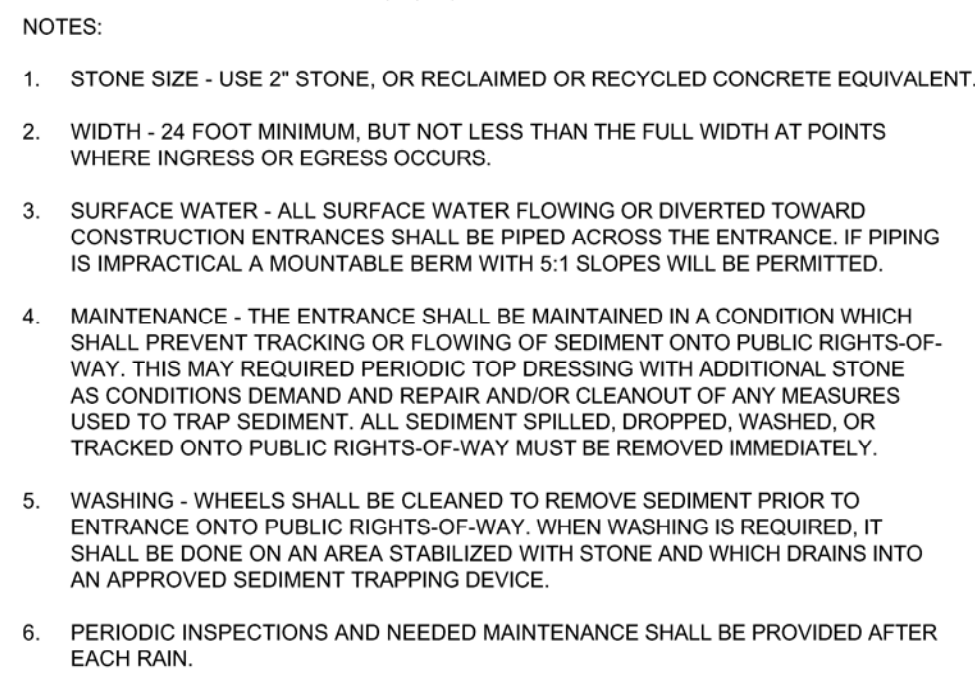 NOTES:
1. STONE SIZE - USE 2" STONE, OR RECLAIMED OR RECYCLED CONCRETE EQUIVALENT.
2. WIDTH - 24 FOOT MINIMUM, BUT NOT LESS THAN THE FULL WIDTH AT POINTS
WHERE INGRESS OR EGRESS OCCURS.
3. SURFACE WATER - ALL SURFACE WATER FLOWING OR DIVERTED TOWARD
CONSTRUCTION ENTRANCES SHALL BE PIPED ACROSS THE ENTRANCE. IF PIPING
IS IMPRACTICAL A MOUNTABLE BERM WITH 5:1 SLOPES WILL BE PERMITTED.
4. MAINTENANCE - THE ENTRANCE SHALL BE MAINTAINED IN A CONDITION WHICH
SHALL PREVENT TRACKING OR FLOWING OF SEDIMENT ONTO PUBLIC RIGHTS-OF-
WAY. THIS MAY REQUIRED PERIODIC TOP DRESSING WITH ADDITIONAL STONE
AS CONDITIONS DEMAND AND REPAIR AND/OR CLEANOUT OF ANY MEASURES
USED TO TRAP SEDIMENT. ALL SEDIMENT SPILLED, DROPPED, WASHED, OR
TRACKED ONTO PUBLIC RIGHTS-OF-WAY MUST BE REMOVED IMMEDIATELY.
5. WASHING - WHEELS SHALL BE CLEANED TO REMOVE SEDIMENT PRIOR TO
ENTRANCE ONTO PUBLIC RIGHTS-OF-WAY. WHEN WASHING IS REQUIRED, IT
SHALL BE DONE ON AN AREA STABILIZED WITH STONE AND WHICH DRAINS INTO
AN APPROVED SEDIMENT TRAPPING DEVICE.
6. PERIODIC INSPECTIONS AND NEEDED MAINTENANCE SHALL BE PROVIDED AFTER
EACH RAIN.